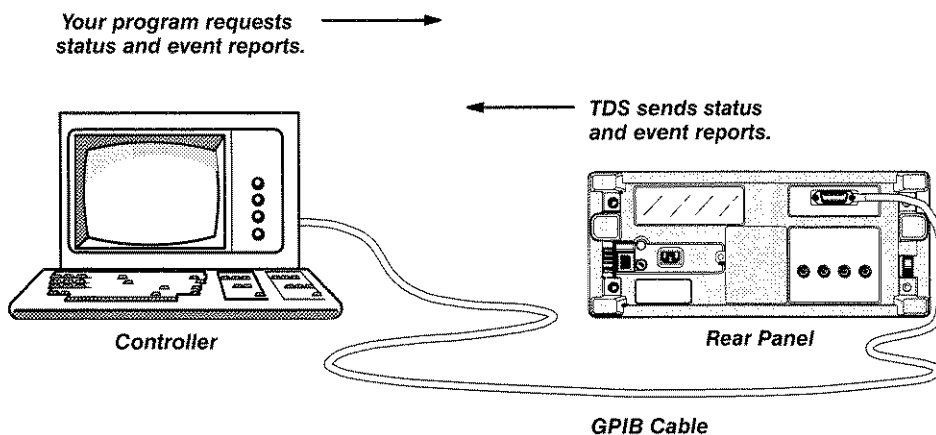 Your program requests
status and event reports.
TDS sends status
and event reports.
Controller
Rear Panel
GPIB Cable